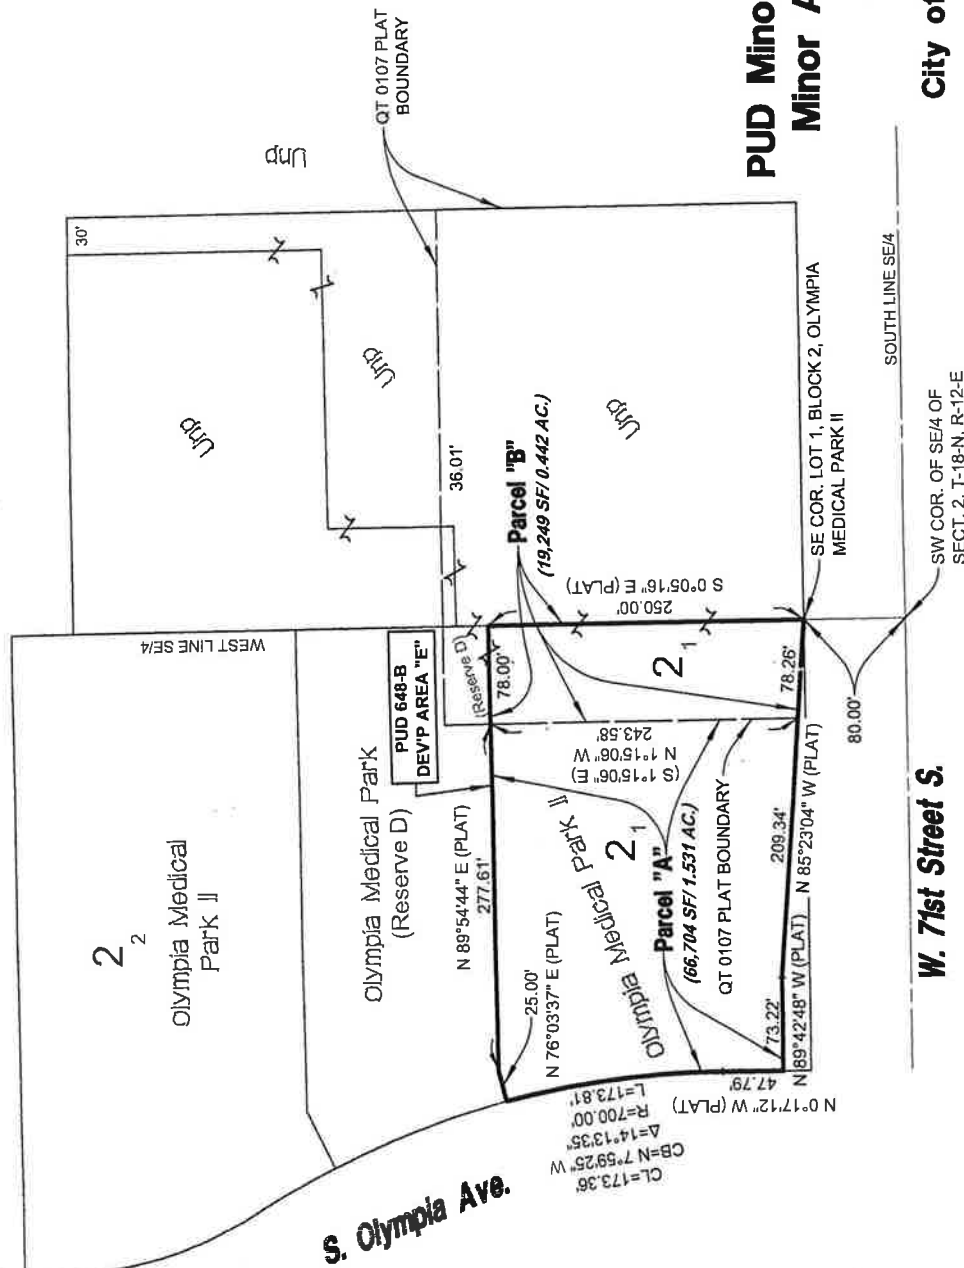 PUD Mino
Minor A
City of
QT 0107 PLAT
BOUNDARY
Unp
30'
Unp
Unp
Unp
36.01'
WEST LINE SE/4
2
2
Olympia Medical
Park II
Olympia Medical Park
(Reserve D)
PUD 648-B
DEV'P AREA "E"
(Reserve D)
Parcel "B"
(19,249 SF/ 0.442 AC.)
N 89°54'44" E (PLAT)
277.61'
78.00'
250.00'
S 0°05'16" E (PLAT)
25.00'
N 76°03'37" E (PLAT)
Olympia Medical Park II
2
1
2
1
(S 1°15'06" E)
N 1°15'06" W
243.58'
Parcel "A"
(66,704 SF/ 1.531 AC.)
QT 0107 PLAT BOUNDARY
73.22'
209.34'
78.26'
N 89°42'48" W (PLAT)
N 85°23'04" W (PLAT)
47.79'
N 0°17'12" W (PLAT)
L=173.81'
R=700.00'
Δ=14°13'35"
CB=N 7°59'25" W
CL=173.36'
S. Olympia Ave.
W. 71st Street S.
80.00'
SE COR. LOT 1, BLOCK 2, OLYMPIA
MEDICAL PARK II
SOUTH LINE SE/4
SW COR. OF SE/4 OF
SECT. 2, T-18-N, R-12-E